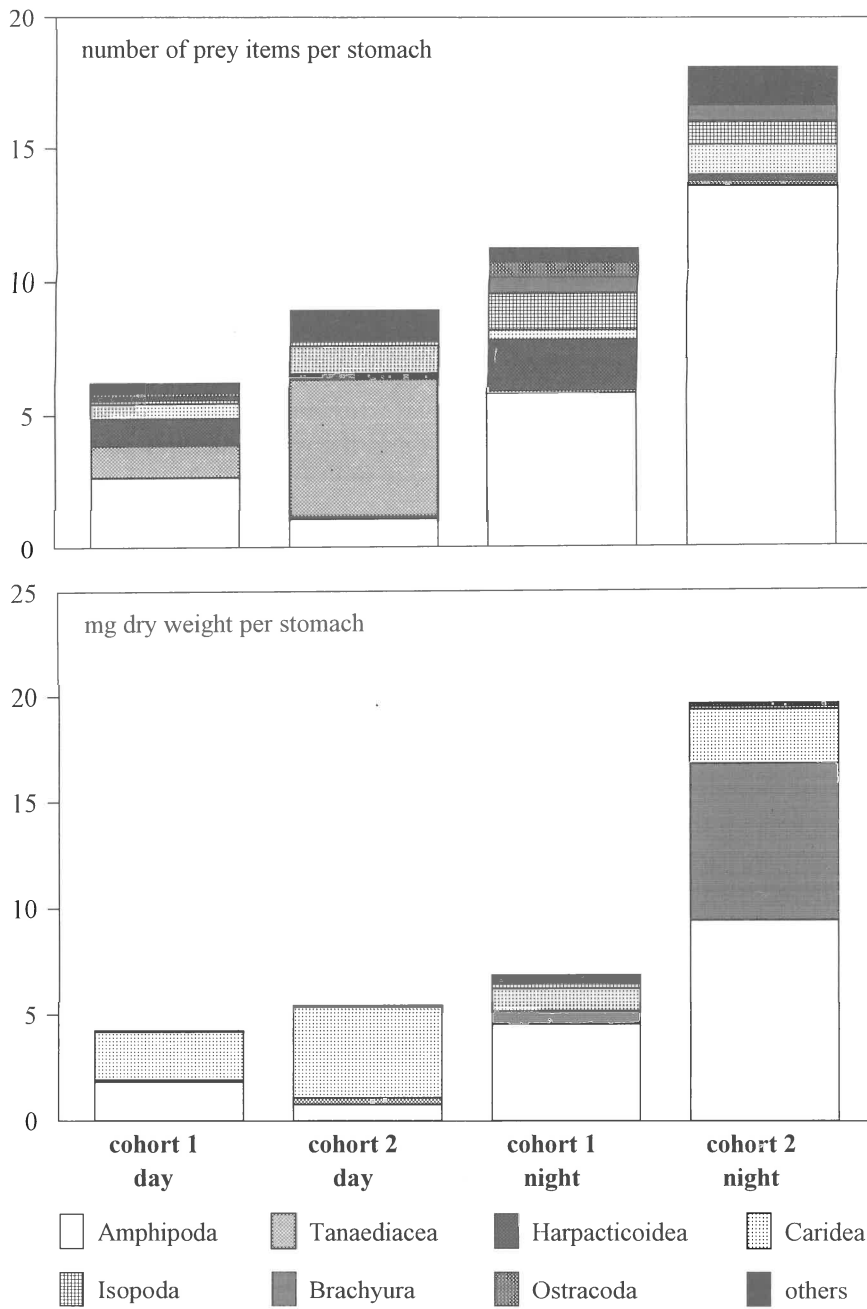 20
number of prey items per stomach
15
10
5
0
25
mg dry weight per stomach
20
15
10
5
0
cohort 1 day
cohort 2 day
cohort 1 night
cohort 2 night
Amphipoda
Tanaediacea
Harpacticoidea
Caridea
Isopoda
Brachyura
Ostracoda
others